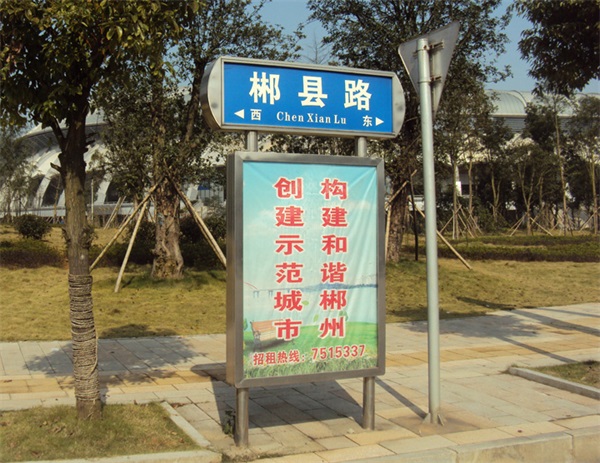 郴县路
◀西 Chen Xian Lu 东▶
构建和谐郴州
创建示范城市
招租热线:7515337